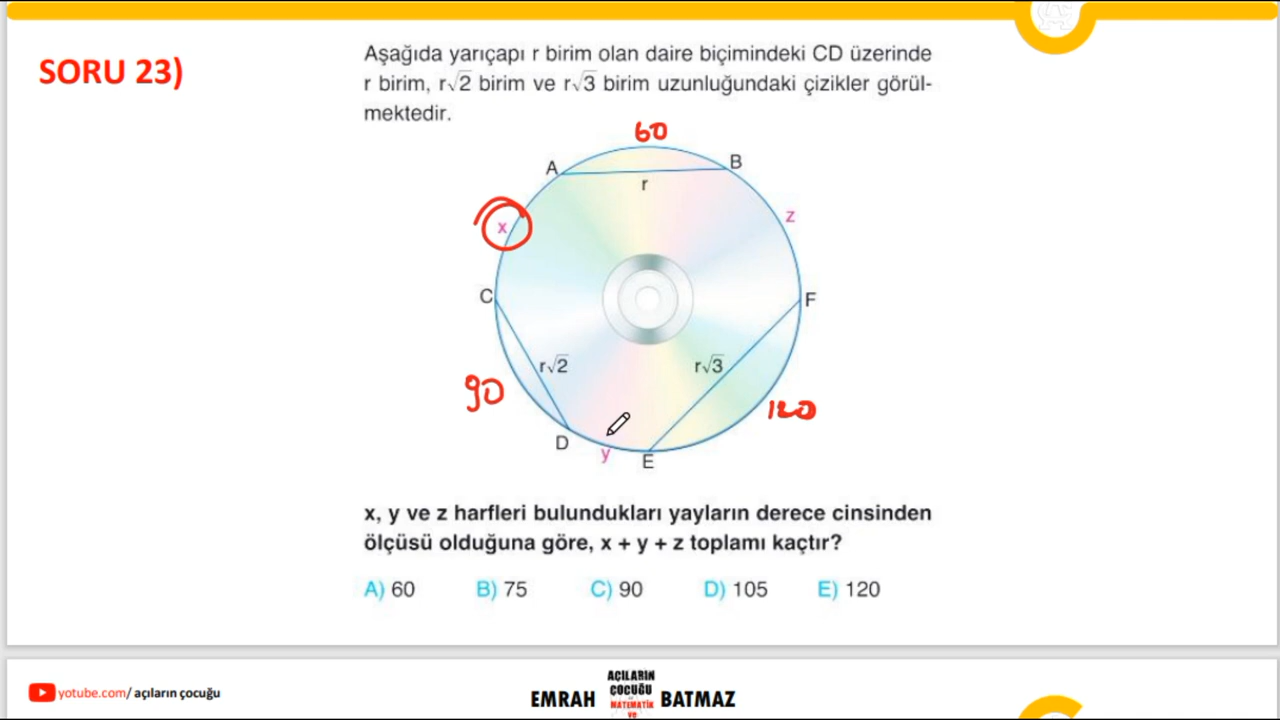 SORU 23)
Aşağıda yarıçapı r birim olan daire biçimindeki CD üzerinde
r birim, r√2 birim ve r√3 birim uzunluğundaki çizikler görül-
mektedir.
60
A
B
r
x
z
C
F
r√2
r√3
90
120
D
y
E
x, y ve z harfleri bulundukları yayların derece cinsinden
ölçüsü olduğuna göre, x + y + z toplamı kaçtır?
A) 60 B) 75 C) 90 D) 105 E) 120
yotube.com/ açıların çocuğu
EMRAH AÇILARIN ÇOCUĞU MATEMATİK VE BATMAZ